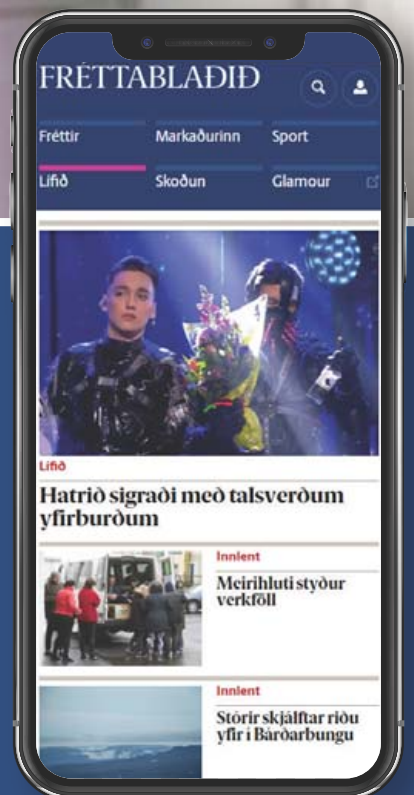 FRÉTTABLAÐIÐ
Fréttir Markaðurinn Sport
Lífið Skoðun Glamour
Lífið
Hatrið sigraði með talsverðum
yfirburðum
Innlent
Meirihluti styður
verkföll
Innlent
Stórir skjálftar riðu
yfir í Bárðarbungu